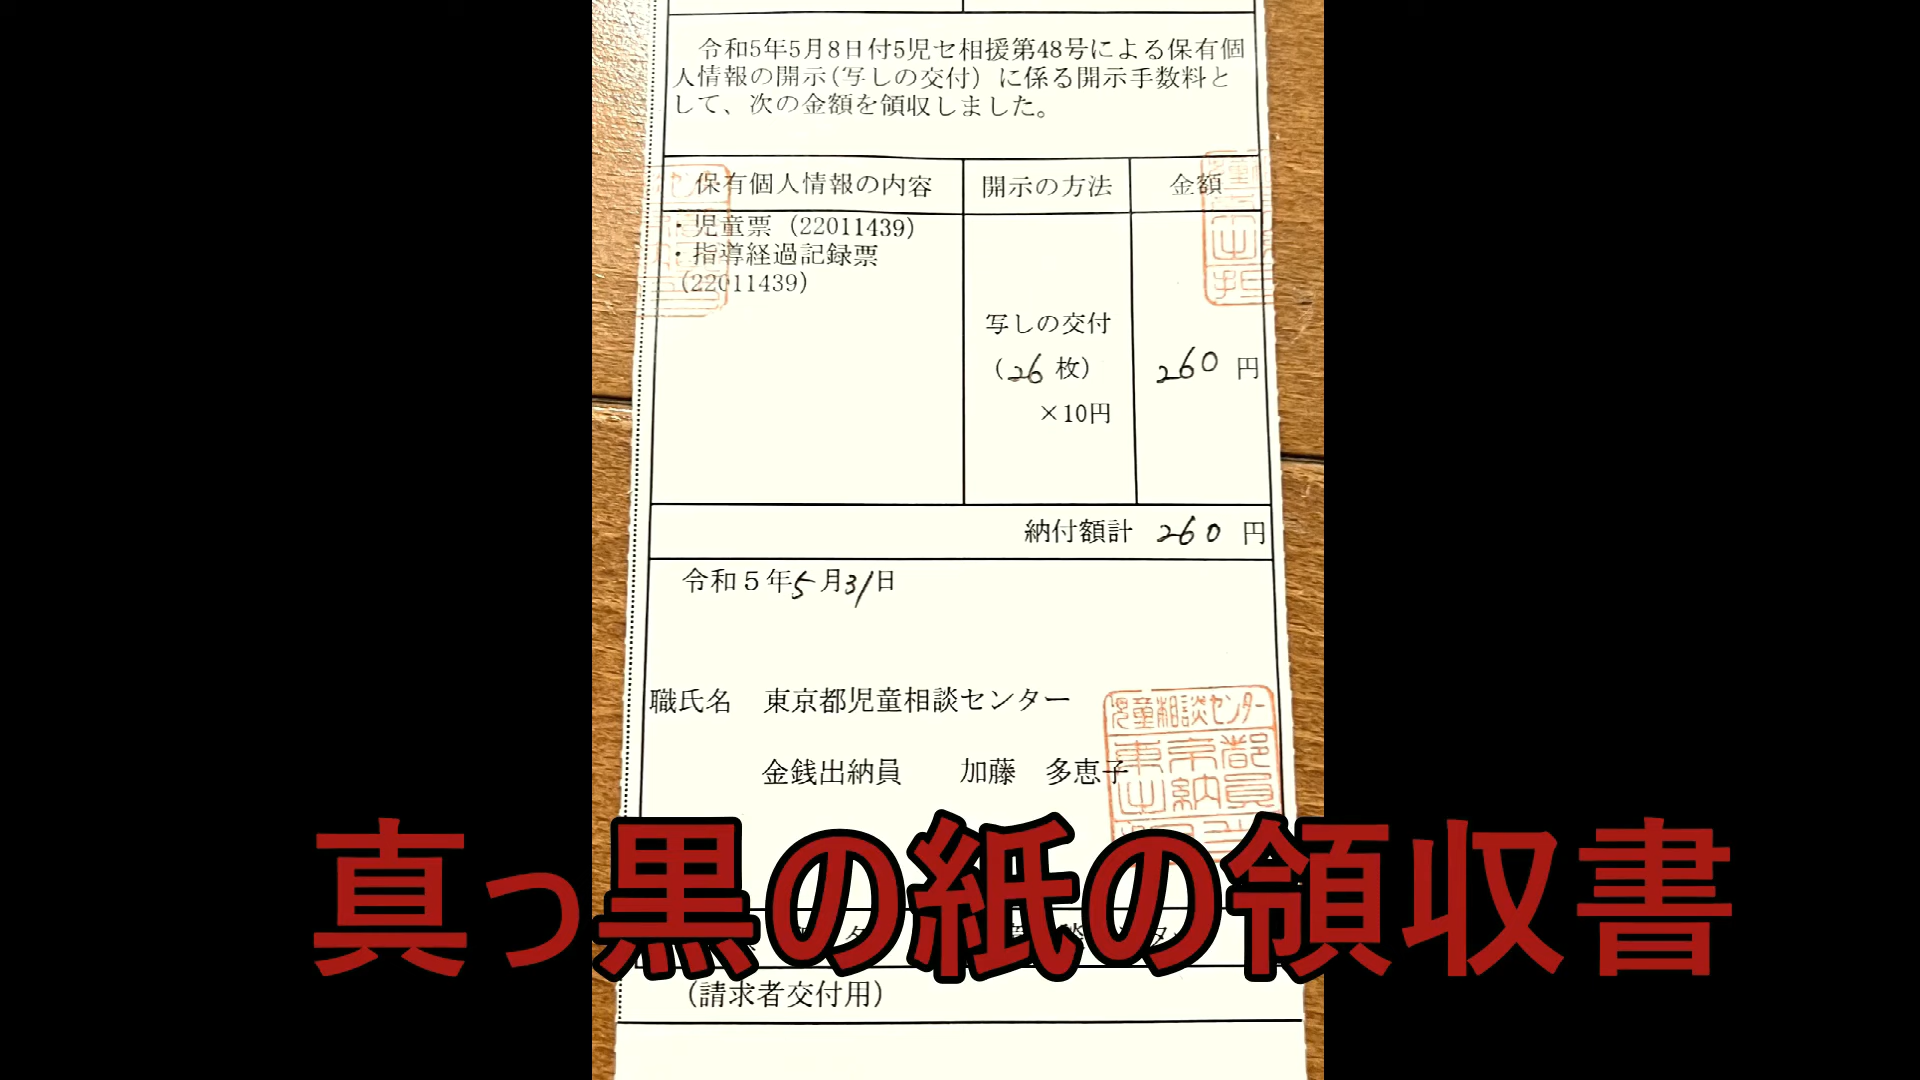 令和5年5月8日付5児セ相援第48号による保有個
人情報の開示(写しの交付)に係る開示手数料と
して、次の金額を領収しました。
保有個人情報の内容 開示の方法 金額
・児童票（22011439）
・指導経過記録票
（22011439）
写しの交付
（26枚）
×10円
260 円
納付額計 260 円
令和5年5月31日
職氏名 東京都児童相談センター
児童相談センター
金銭出納員 加藤 多恵子
真っ黒の紙の領収書
（請求者交付用）